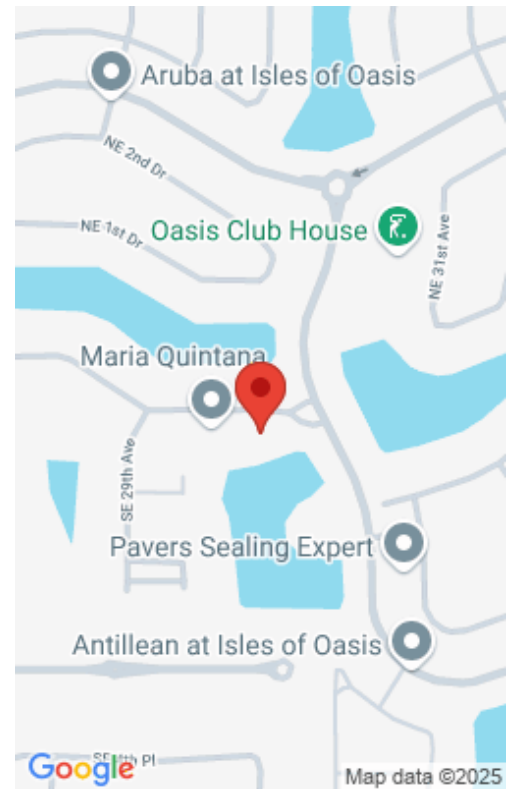 Aruba at Isles of Oasis
NE 2nd Dr
NE 1st Dr
Oasis Club House
NE 31st Ave
Maria Quintana
SE 29th Ave
Pavers Sealing Expert
Antillean at Isles of Oasis
Pl
Google
Map data ©2025